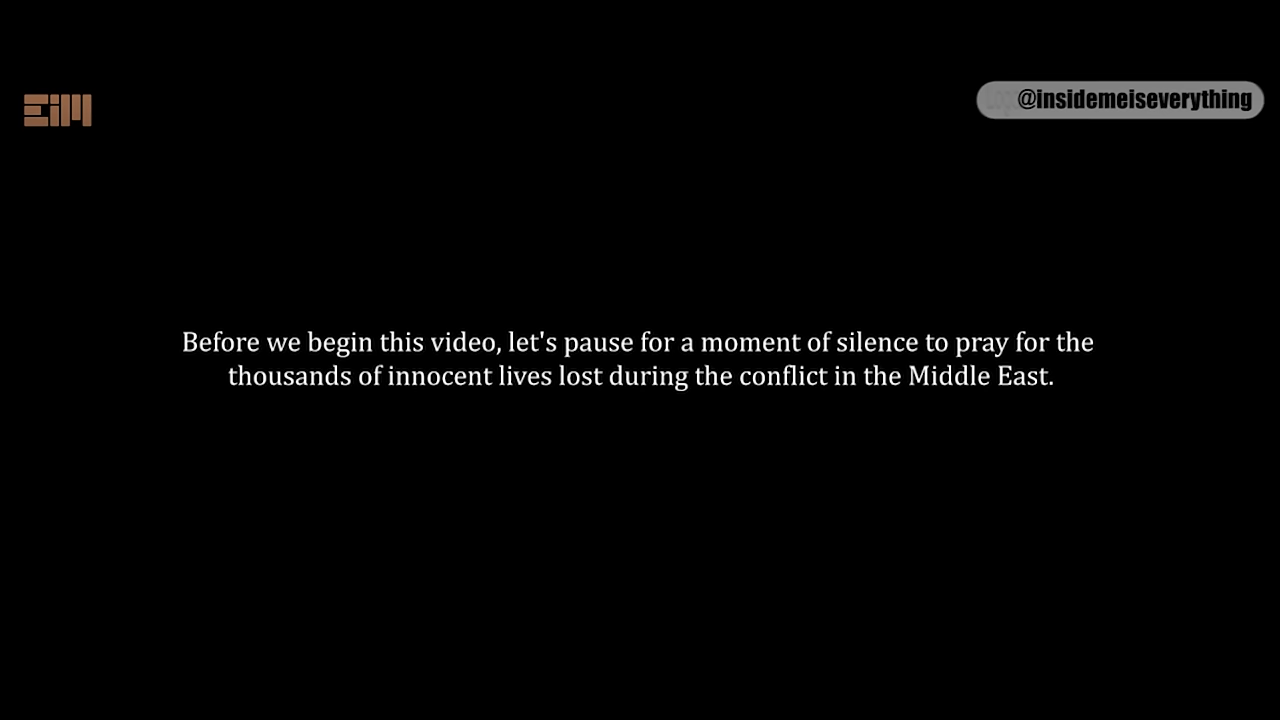 EiM
@insidemeiseverything
Before we begin this video, let's pause for a moment of silence to pray for the
thousands of innocent lives lost during the conflict in the Middle East.